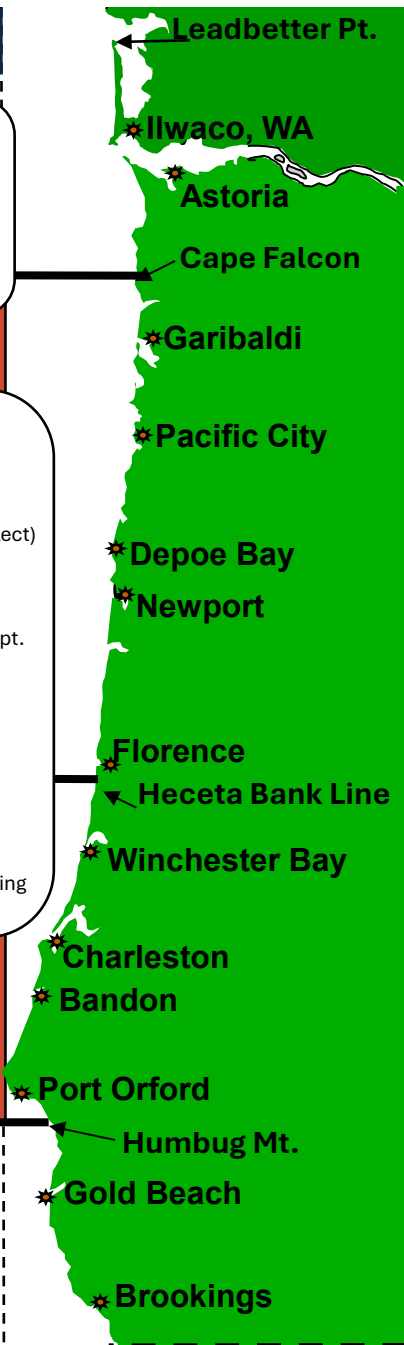 Leadbetter Pt.
Ilwaco, WA
Astoria
Cape Falcon
Garibaldi
Pacific City
ect)
Depoe Bay
Newport
pt.
Florence
Heceta Bank Line
Winchester Bay
ing
Charleston
Bandon
Port Orford
Humbug Mt.
Gold Beach
Brookings